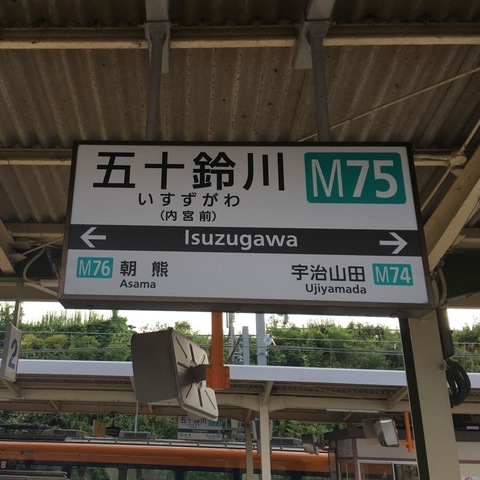 五十鈴川 M75
いすずがわ
(内宮前)
← Isuzugawa →
M76 朝熊 宇治山田 M74
Asama Ujiyamada
2